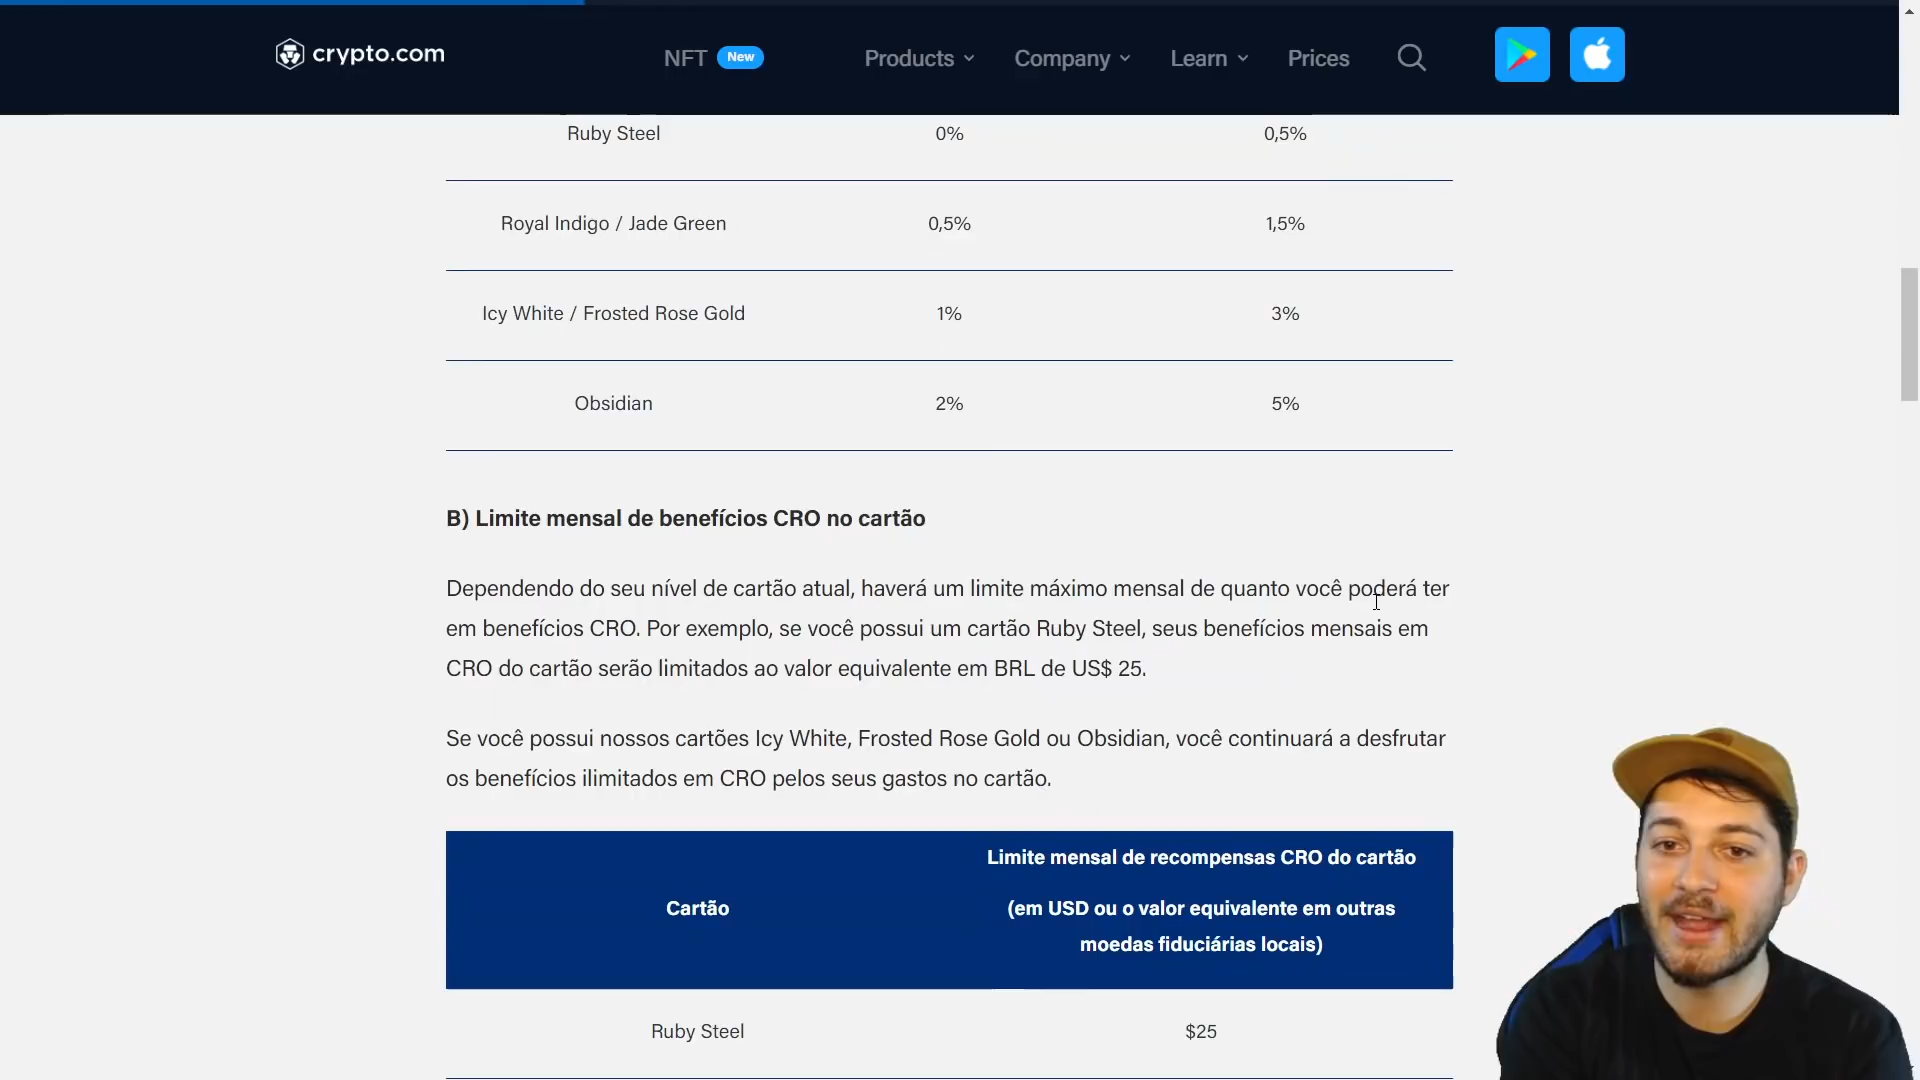 crypto.com
NFT New Products Company Learn Prices
Ruby Steel 0% 0,5%
Royal Indigo / Jade Green 0,5% 1,5%
Icy White / Frosted Rose Gold 1% 3%
Obsidian 2% 5%
B) Limite mensal de benefícios CRO no cartão
Dependendo do seu nível de cartão atual, haverá um limite máximo mensal de quanto você poderá ter
em benefícios CRO. Por exemplo, se você possui um cartão Ruby Steel, seus benefícios mensais em
CRO do cartão serão limitados ao valor equivalente em BRL de US$ 25.
Se você possui nossos cartões Icy White, Frosted Rose Gold ou Obsidian, você continuará a desfrutar
os benefícios ilimitados em CRO pelos seus gastos no cartão.
Limite mensal de recompensas CRO do cartão
Cartão (em USD ou o valor equivalente em outras
moedas fiduciárias locais)
Ruby Steel $25